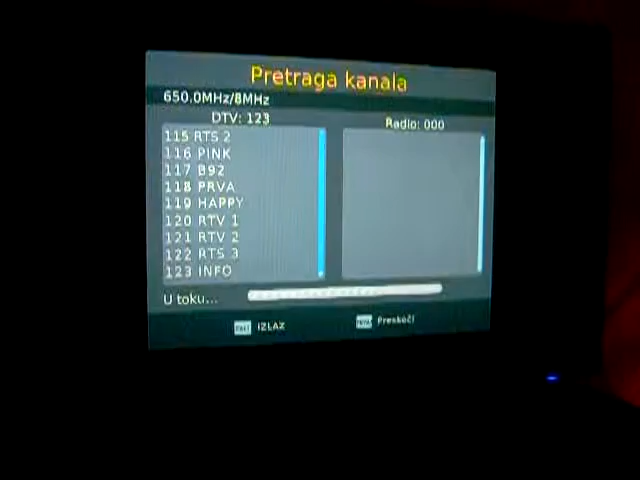 Pretraga kanala
650.0MHz/8MHz
DTV: 123
Radio: 000
115 RTS 2
116 PINK
117 B92
118 PRVA
119 HAPPY
120 RTV 1
121 RTV 2
122 RTS 3
123 INFO
U toku...
IZLAZ
Preskoči